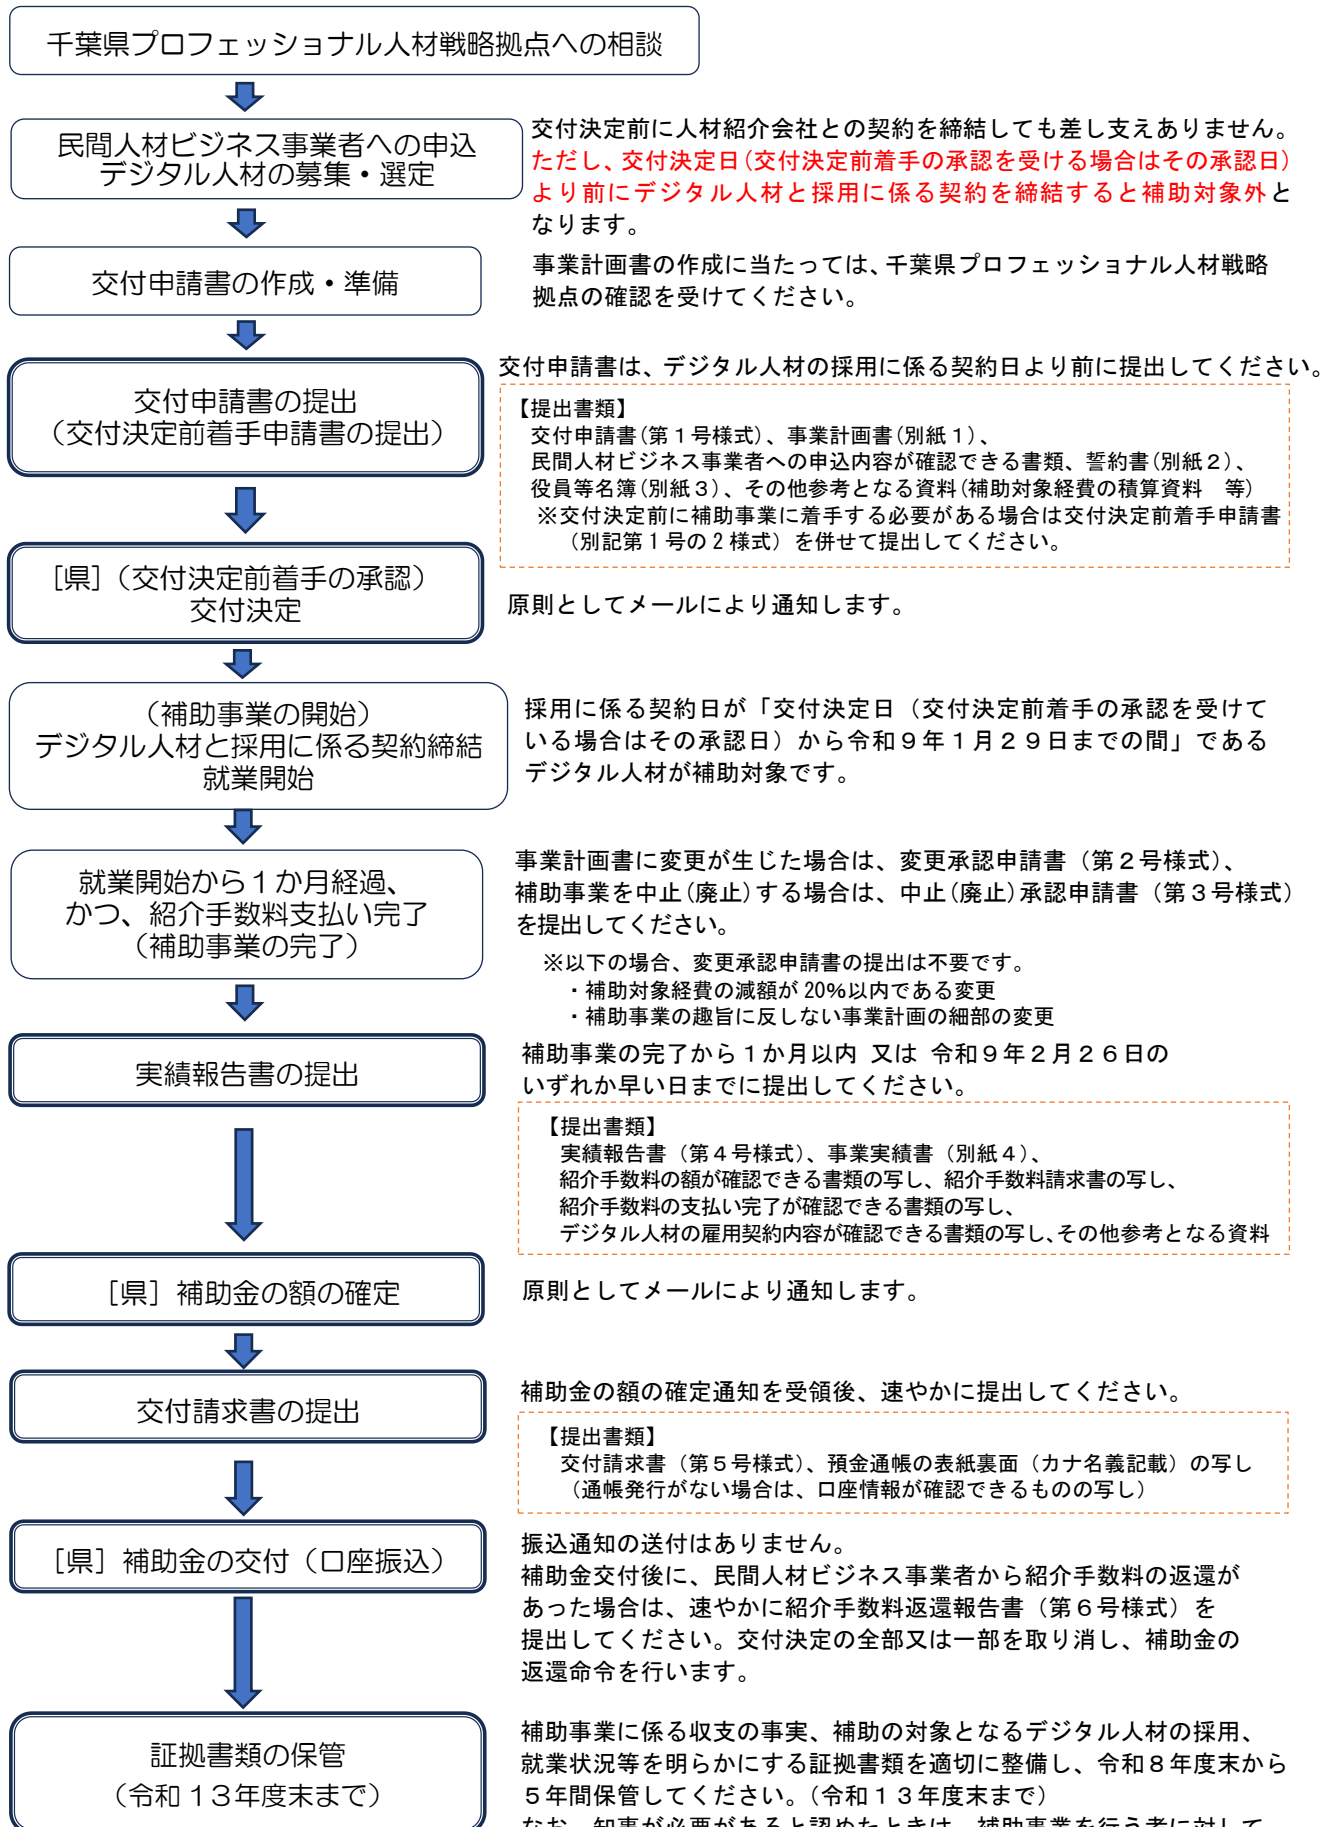 千葉県プロフェッショナル人材戦略拠点への相談
民間人材ビジネス事業者への申込
デジタル人材の募集・選定
交付決定前に人材紹介会社との契約を締結しても差し支えありません。
ただし、交付決定日(交付決定前着手の承認を受ける場合はその承認日)
より前にデジタル人材と採用に係る契約を締結すると補助対象外と
なります。
交付申請書の作成・準備
事業計画書の作成に当たっては、千葉県プロフェッショナル人材戦略
拠点の確認を受けてください。
交付申請書の提出
（交付決定前着手申請書の提出）
交付申請書は、デジタル人材の採用に係る契約日より前に提出してください。
【提出書類】
交付申請書(第１号様式)、事業計画書(別紙１)、
民間人材ビジネス事業者への申込内容が確認できる書類、誓約書(別紙２)、
役員等名簿(別紙３)、その他参考となる資料(補助対象経費の積算資料　等)
※交付決定前に補助事業に着手する必要がある場合は交付決定前着手申請書
（別記第１号の２様式）を併せて提出してください。
［県］（交付決定前着手の承認）
交付決定
原則としてメールにより通知します。
（補助事業の開始）
デジタル人材と採用に係る契約締結
就業開始
採用に係る契約日が「交付決定日（交付決定前着手の承認を受けて
いる場合はその承認日）から令和９年１月２９日までの間」である
デジタル人材が補助対象です。
就業開始から１か月経過、
かつ、紹介手数料支払い完了
（補助事業の完了）
事業計画書に変更が生じた場合は、変更承認申請書（第２号様式）、
補助事業を中止(廃止)する場合は、中止(廃止)承認申請書（第３号様式）
を提出してください。
※以下の場合、変更承認申請書の提出は不要です。
・補助対象経費の減額が 20％以内である変更
・補助事業の趣旨に反しない事業計画の細部の変更
実績報告書の提出
補助事業の完了から１か月以内 又は 令和９年２月２６日の
いずれか早い日までに提出してください。
【提出書類】
実績報告書（第４号様式）、事業実績書（別紙４）、
紹介手数料の額が確認できる書類の写し、紹介手数料請求書の写し、
紹介手数料の支払い完了が確認できる書類の写し、
デジタル人材の雇用契約内容が確認できる書類の写し、その他参考となる資料
［県］補助金の額の確定
原則としてメールにより通知します。
交付請求書の提出
補助金の額の確定通知を受領後、速やかに提出してください。
【提出書類】
交付請求書（第５号様式）、預金通帳の表紙裏面（カナ名義記載）の写し
（通帳発行がない場合は、口座情報が確認できるものの写し）
［県］補助金の交付（口座振込）
振込通知の送付はありません。
補助金交付後に、民間人材ビジネス事業者から紹介手数料の返還が
あった場合は、速やかに紹介手数料返還報告書（第６号様式）を
提出してください。交付決定の全部又は一部を取り消し、補助金の
返還命令を行います。
証拠書類の保管
（令和 13年度末まで）
補助事業に係る収支の事実、補助の対象となるデジタル人材の採用、
就業状況等を明らかにする証拠書類を適切に整備し、令和８年度末から
５年間保管してください。（令和１３年度末まで）
なお、知事が必要があると認めたときは、補助事業を行う者に対して